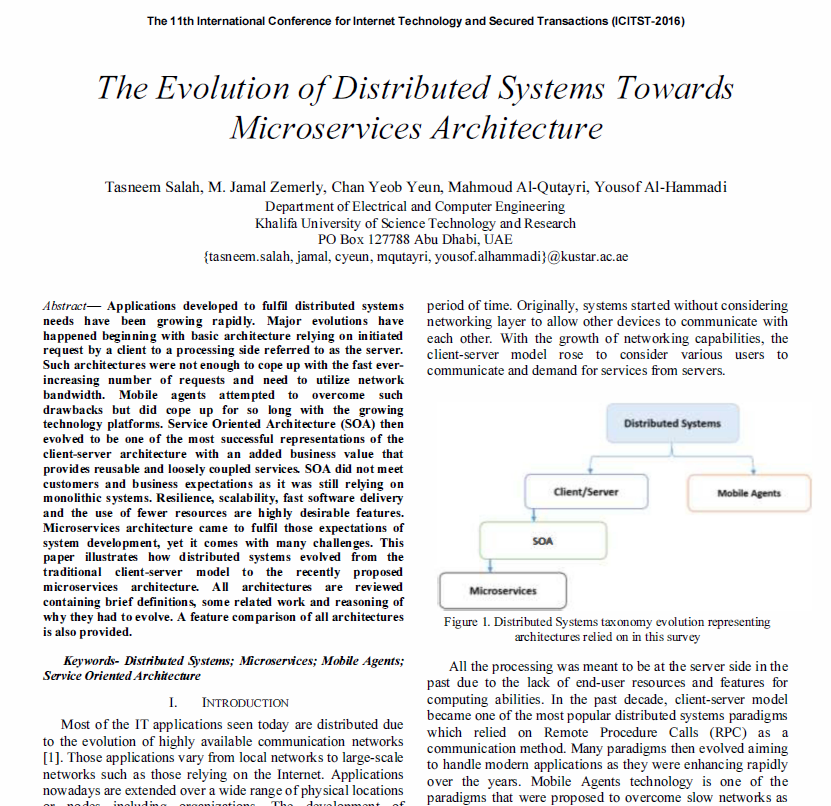 The 11th International Conference for Internet Technology and Secured Transactions (ICITST-2016)
The Evolution of Distributed Systems Towards
Microservices Architecture
Tasneem Salah, M. Jamal Zemerly, Chan Yeob Yeun, Mahmoud Al-Qutayri, Yousof Al-Hammadi
Department of Electrical and Computer Engineering
Khalifa University of Science Technology and Research
PO Box 127788 Abu Dhabi, UAE
{tasneem.salah, jamal, cyeun, mqutayri, yousof.alhammadi}@kustar.ac.ae
Abstract— Applications developed to fulfil distributed systems
needs have been growing rapidly. Major evolutions have
happened beginning with basic architecture relying on initiated
request by a client to a processing side referred to as the server.
Such architectures were not enough to cope up with the fast ever-
increasing number of requests and need to utilize network
bandwidth. Mobile agents attempted to overcome such
drawbacks but did cope up for so long with the growing
technology platforms. Service Oriented Architecture (SOA) then
evolved to be one of the most successful representations of the
client-server architecture with an added business value that
provides reusable and loosely coupled services. SOA did not meet
customers and business expectations as it was still relying on
monolithic systems. Resilience, scalability, fast software delivery
and the use of fewer resources are highly desirable features.
Microservices architecture came to fulfil those expectations of
system development, yet it comes with many challenges. This
paper illustrates how distributed systems evolved from the
traditional client-server model to the recently proposed
microservices architecture. All architectures are reviewed
containing brief definitions, some related work and reasoning of
why they had to evolve. A feature comparison of all architectures
is also provided.
Keywords- Distributed Systems; Microservices; Mobile Agents;
Service Oriented Architecture
I. INTRODUCTION
Most of the IT applications seen today are distributed due
to the evolution of highly available communication networks
[1]. Those applications vary from local networks to large-scale
networks such as those relying on the Internet. Applications
nowadays are extended over a wide range of physical locations
or nodes including organizations. The development of
period of time. Originally, systems started without considering
networking layer to allow other devices to communicate with
each other. With the growth of networking capabilities, the
client-server model rose to consider various users to
communicate and demand for services from servers.
Distributed Systems
Client/Server
Mobile Agents
SOA
Microservices
Figure 1. Distributed Systems taxonomy evolution representing
architectures relied on in this survey
All the processing was meant to be at the server side in the
past due to the lack of end-user resources and features for
computing abilities. In the past decade, client-server model
became one of the most popular distributed systems paradigms
which relied on Remote Procedure Calls (RPC) as a
communication method. Many paradigms then evolved aiming
to handle modern applications as they were enhancing rapidly
over the years. Mobile Agents technology is one of the
paradigms that were proposed to overcome slow networks as